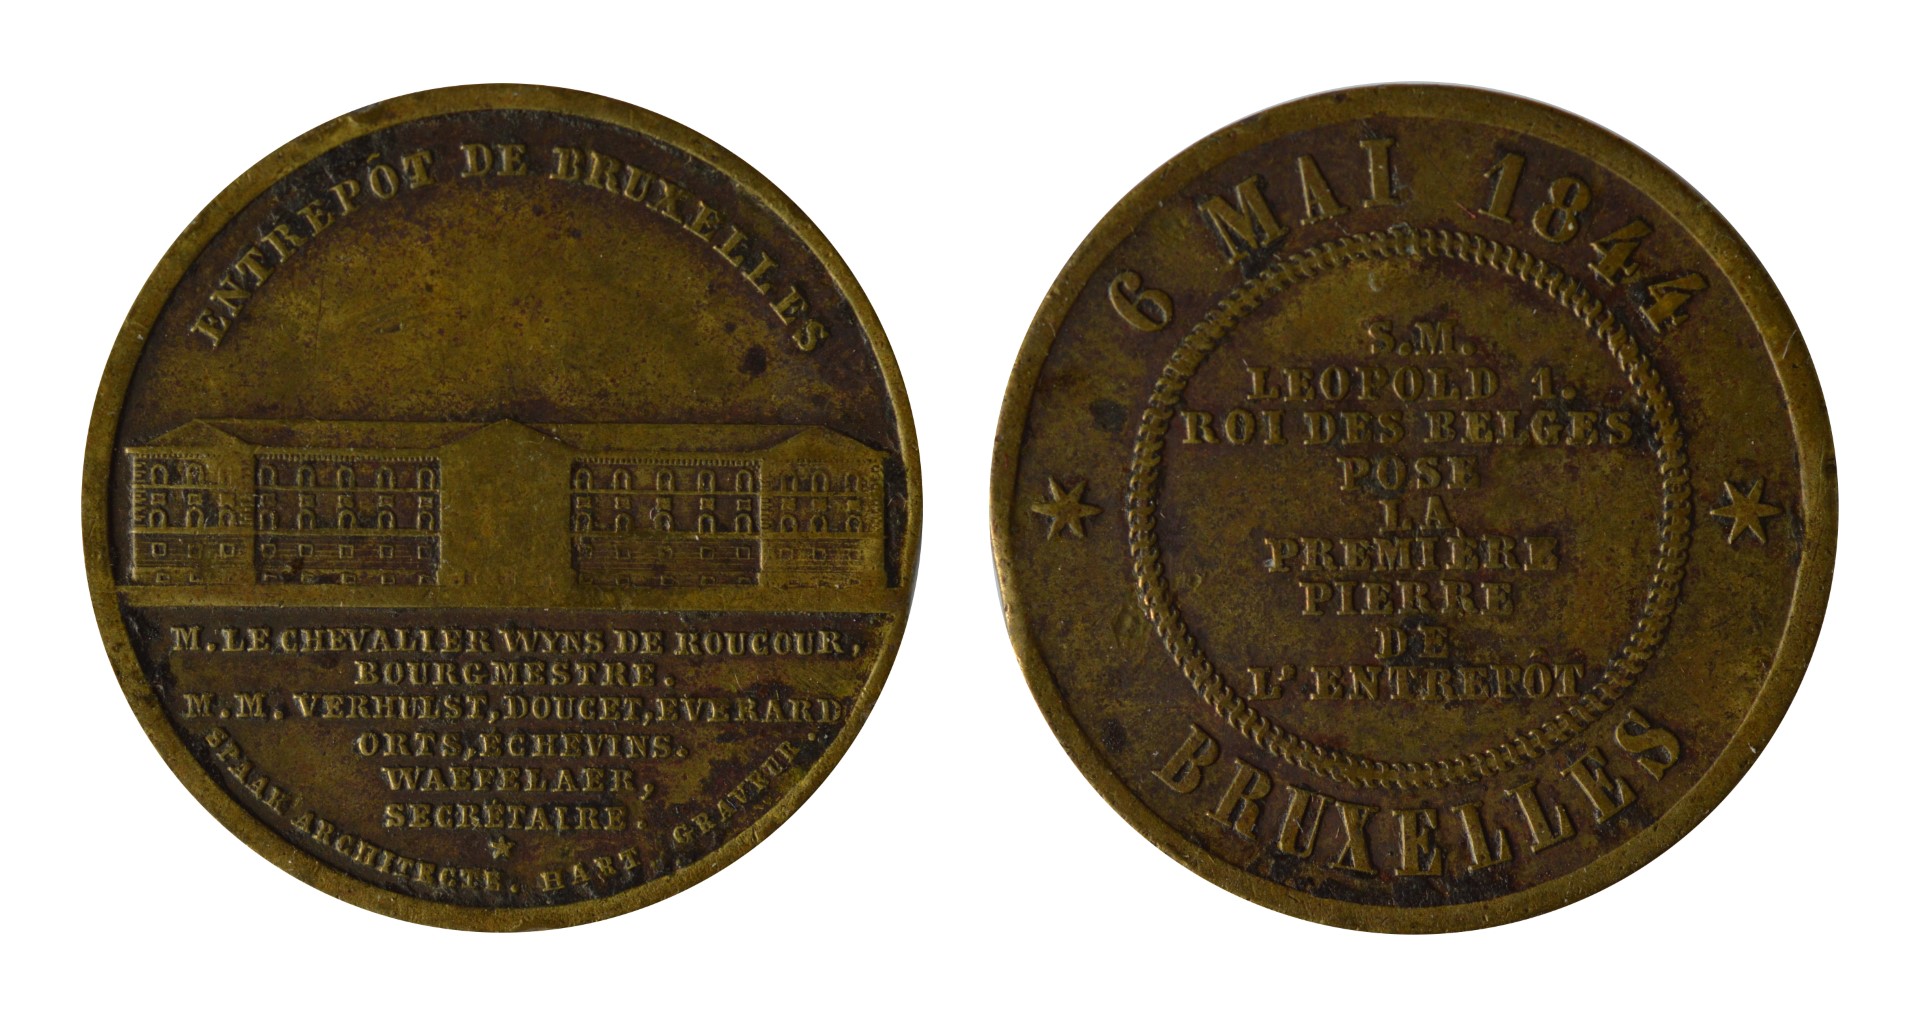 ENTREPÔT DE BRUXELLES
M. LE CHEVALIER WYNS DE ROUCOUR,
BOURGMESTRE.
M.M. VERHULST, DOUCET, EVERARD
ORTS, ÉCHEVINS.
WAEFELAER,
SECRÉTAIRE.
SPAAK ARCHITECTE. HART GRAVEUR.
6 MAI 1844
S.M.
LEOPOLD 1.
ROI DES BELGES
POSE
LA
PREMIERE
PIERRE
DE
L'ENTREPÔT
BRUXELLES